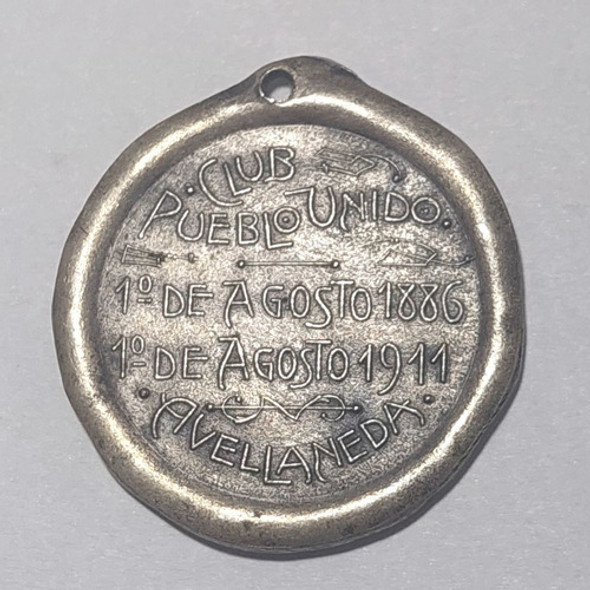 ·CLUB
PUEBLO UNIDO·
1º DE AGOSTO 1886
1º DE AGOSTO 1911
·AVELLANEDA·